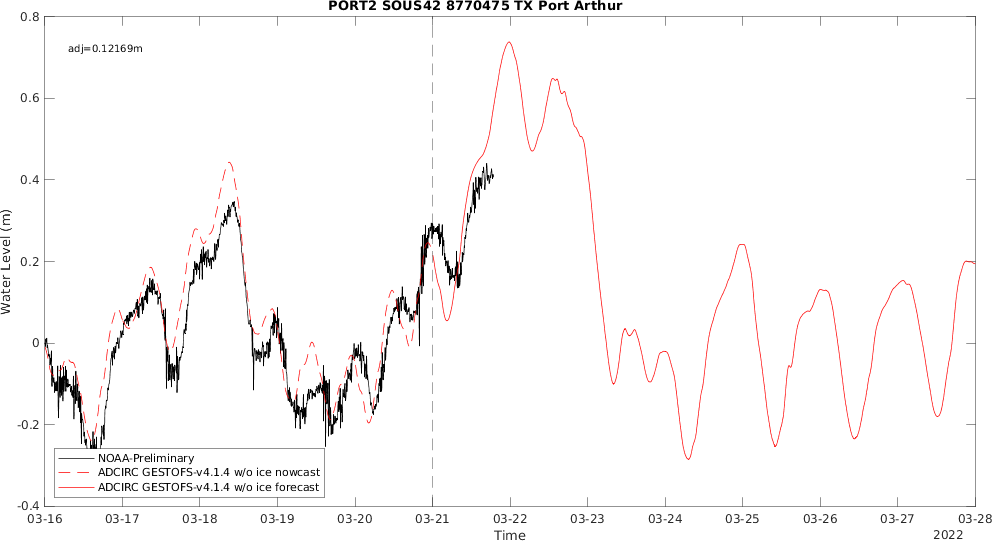 PORT2 SOUS42 8770475 TX Port Arthur
0.8
adj=0.12169m
0.6
0.4
0.2
0
-0.2
-0.4
Water Level (m)
NOAA-Preliminary
ADCIRC GESTOFS-v4.1.4 w/o ice nowcast
ADCIRC GESTOFS-v4.1.4 w/o ice forecast
03-16 03-17 03-18 03-19 03-20 03-21 03-22 03-23 03-24 03-25 03-26 03-27 03-28
Time
2022